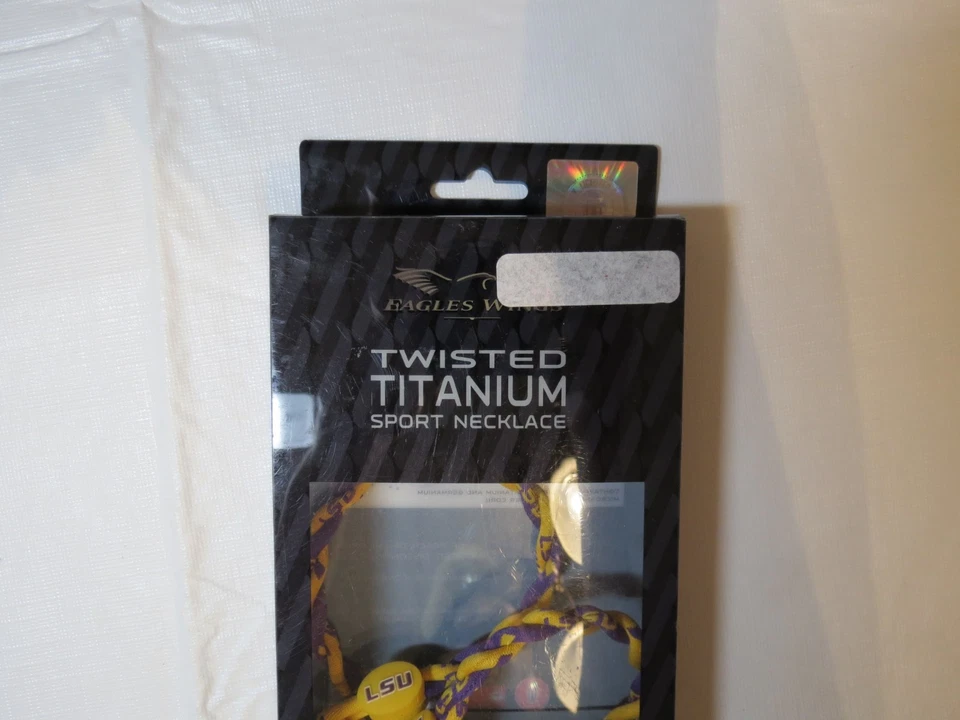 EAGLES WINGS
TWISTED
TITANIUM
SPORT NECKLACE
LSU